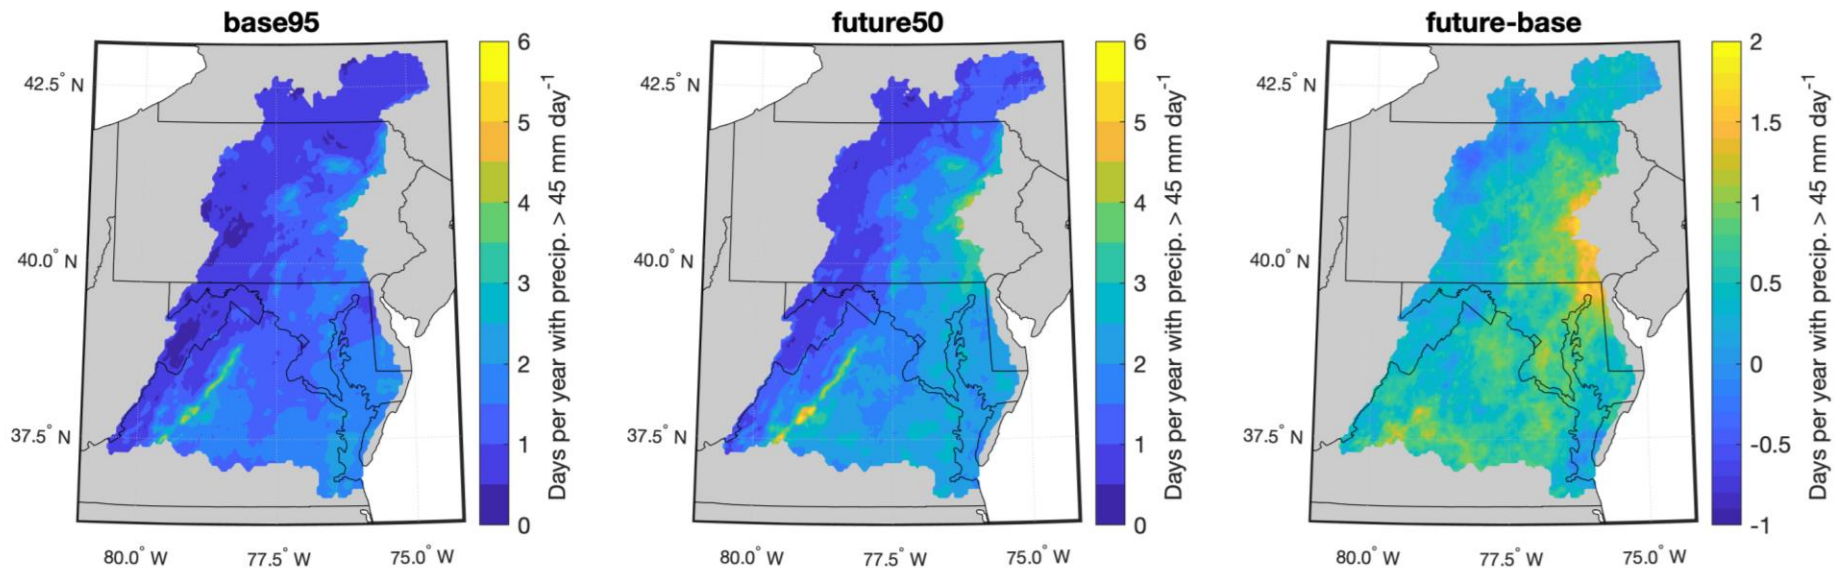 base95
42.5° N
40.0° N
37.5° N
80.0° W
77.5° W
75.0° W
6
5
4
3
2
1
0
Days per year with precip. > 45 mm day-1
future50
42.5° N
40.0° N
37.5° N
80.0° W
77.5° W
75.0° W
6
5
4
3
2
1
0
Days per year with precip. > 45 mm day-1
future-base
42.5° N
40.0° N
37.5° N
80.0° W
77.5° W
75.0° W
2
1.5
1
0.5
0
-0.5
-1
Days per year with precip. > 45 mm day-1